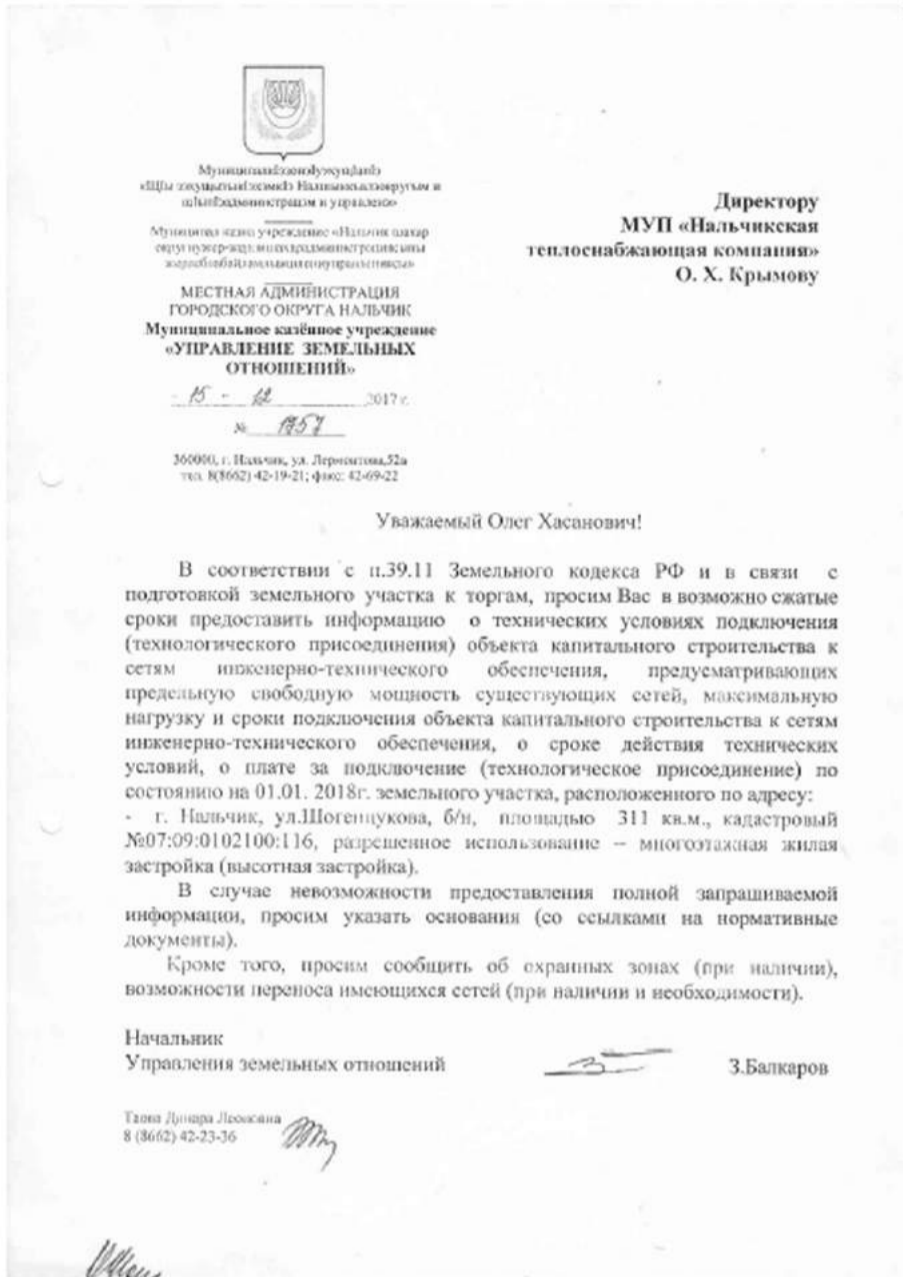 Директору
МУП «Нальчикская
теплоснабжающая компания»
О. Х. Крымову
МЕСТНАЯ АДМИНИСТРАЦИЯ
ГОРОДСКОГО ОКРУГА НАЛЬЧИК
Муниципальное казённое учреждение
«УПРАВЛЕНИЕ ЗЕМЕЛЬНЫХ
ОТНОШЕНИЙ»
15 - 12 2017 г.
№ 1757
360000, г. Нальчик, ул. Лермонтова,52а
тел. 8(8662) 42-19-21; факс: 42-69-22
Уважаемый Олег Хасанович!
В соответствии с п.39.11 Земельного кодекса РФ и в связи с
подготовкой земельного участка к торгам, просим Вас в возможно сжатые
сроки предоставить информацию о технических условиях подключения
(технологического присоединения) объекта капитального строительства к
сетям инженерно-технического обеспечения, предусматривающих
предельную свободную мощность существующих сетей, максимальную
нагрузку и сроки подключения объекта капитального строительства к сетям
инженерно-технического обеспечения, о сроке действия технических
условий, о плате за подключение (технологическое присоединение) по
состоянию на 01.01. 2018г. земельного участка, расположенного по адресу:
- г. Нальчик, ул.Шогенцукова, б/н, площадью 311 кв.м., кадастровый
№07:09:0102100:116, разрешенное использование – многоэтажная жилая
застройка (высотная застройка).
В случае невозможности предоставления полной запрашиваемой
информации, просим указать основания (со ссылками на нормативные
документы).
Кроме того, просим сообщить об охранных зонах (при наличии),
возможности переноса имеющихся сетей (при наличии и необходимости).
Начальник
Управления земельных отношений З.Балкаров
Динара Леоновна
8 (8662) 42-23-36